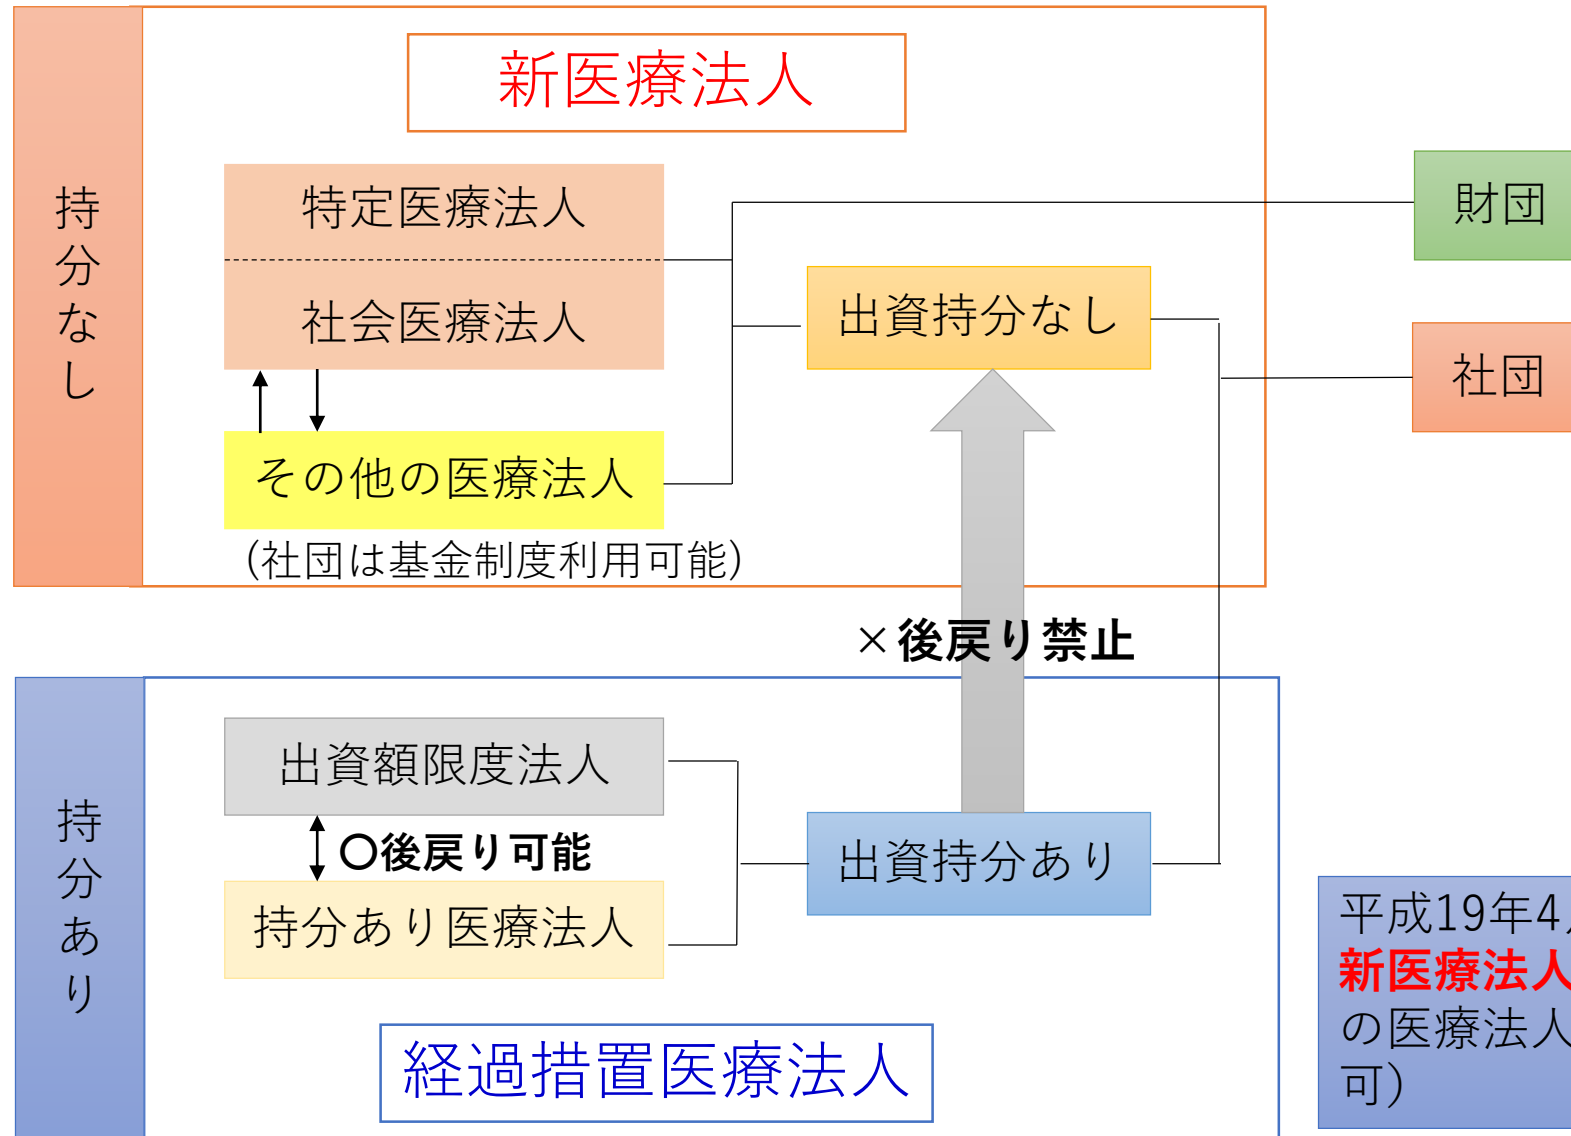 持分なし
新医療法人
特定医療法人
社会医療法人
その他の医療法人
(社団は基金制度利用可能)
出資持分なし
財団
社団
×後戻り禁止
持分あり
出資額限度法人
〇後戻り可能
持分あり医療法人
出資持分あり
経過措置医療法人
平成19年4
新医療法人
の医療法人
可)